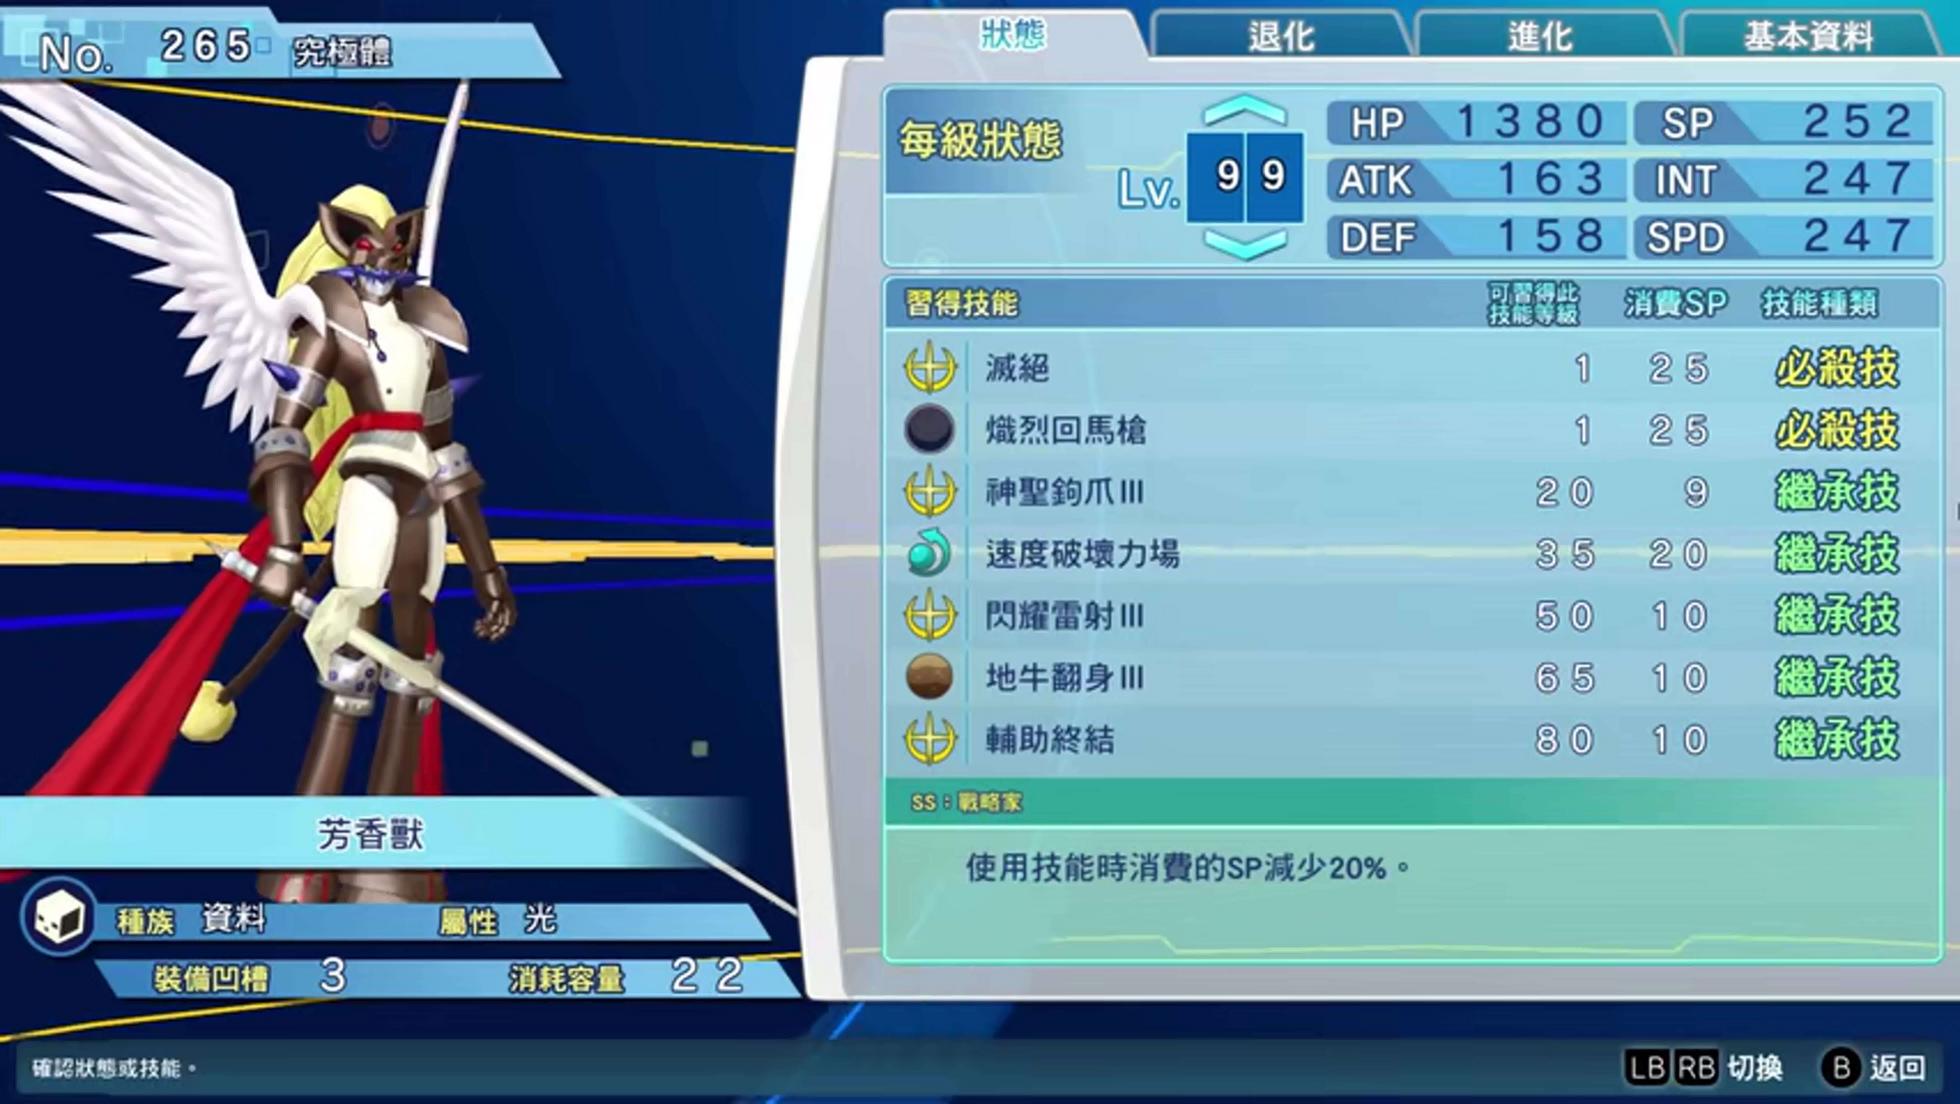 No. 265 究極體
狀態 退化 進化 基本資料
每級狀態
Lv. 99
HP 1380 SP 252
ATK 163 INT 247
DEF 158 SPD 247
習得技能 可習得此技能等級 消費SP 技能種類
滅絕 1 25 必殺技
熾烈回馬槍 1 25 必殺技
神聖鉤爪III 20 9 繼承技
速度破壞力場 35 20 繼承技
閃耀雷射III 50 10 繼承技
地牛翻身III 65 10 繼承技
輔助終結 80 10 繼承技
SS：戰略家
使用技能時消費的SP減少20%。
芳香獸
種族 資料 屬性 光
裝備凹槽 3 消耗容量 22
確認狀態或技能。
LB RB 切換 B 返回